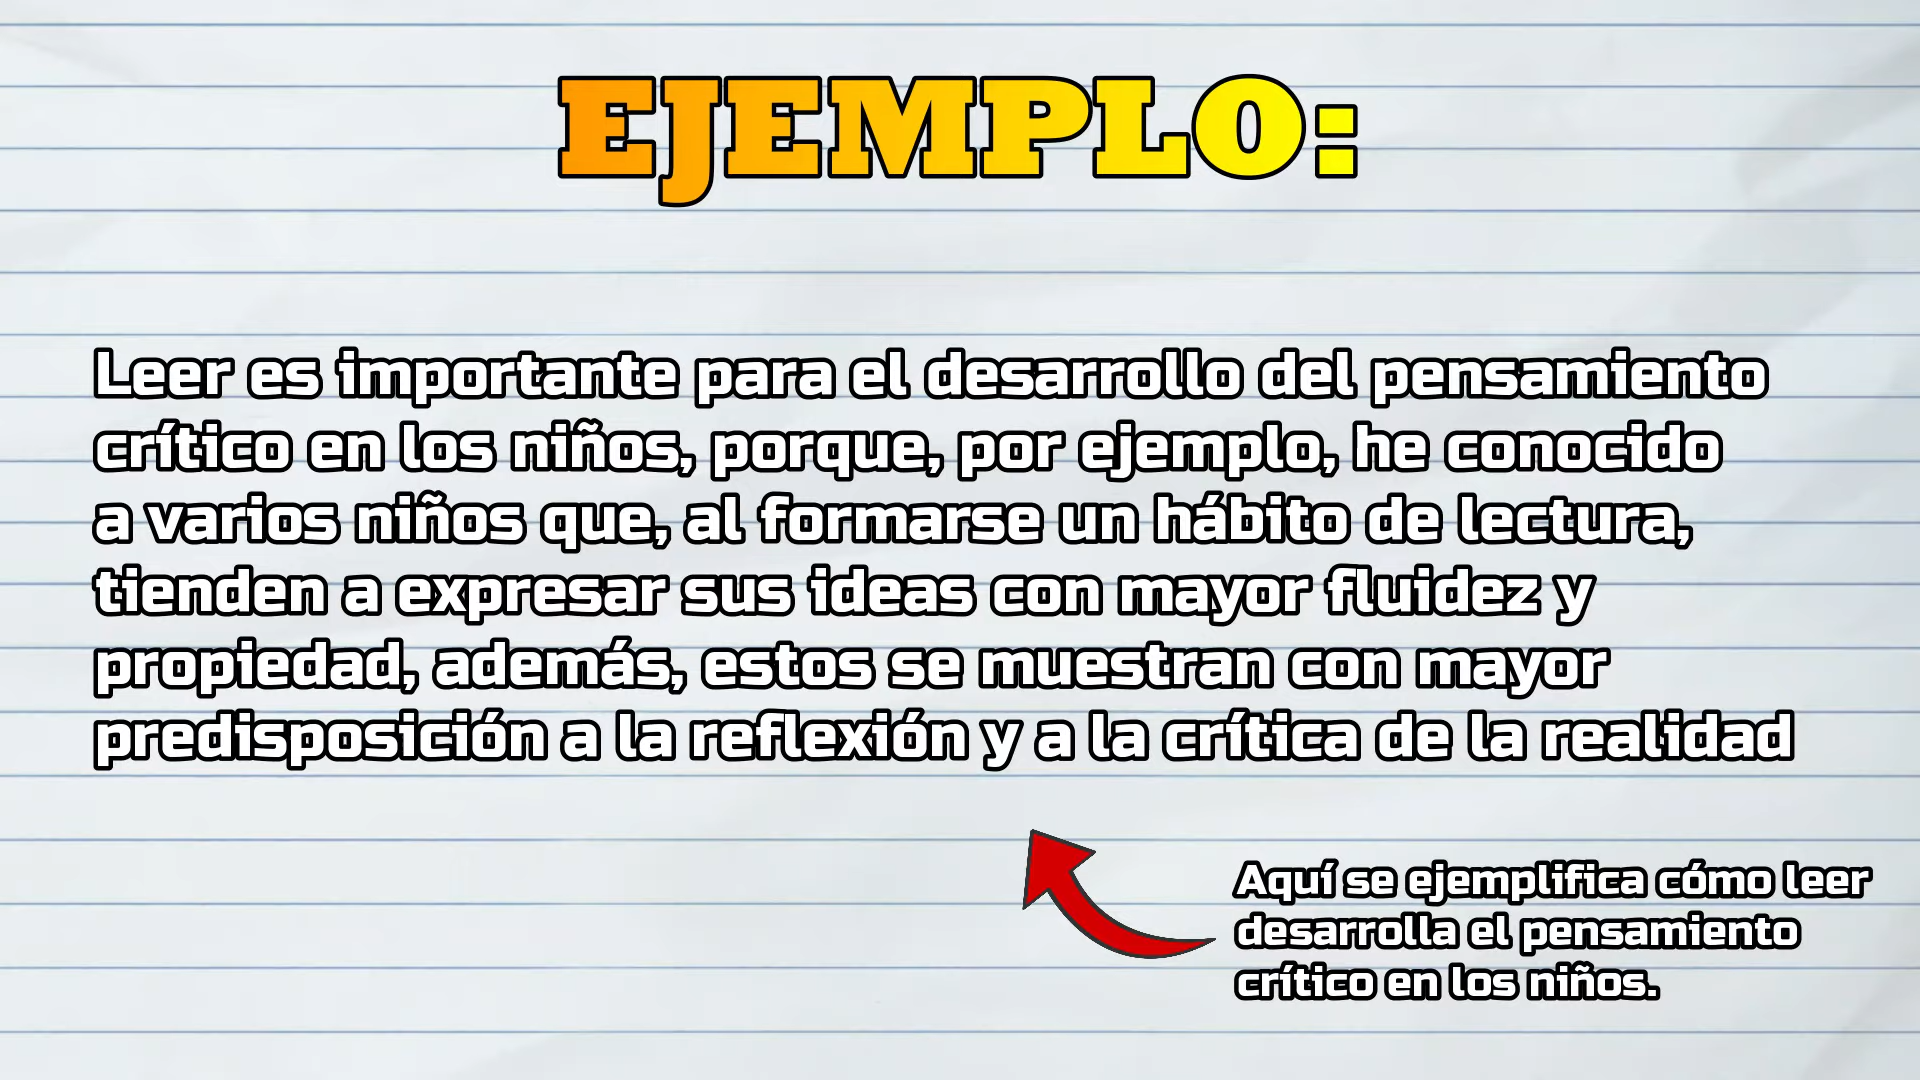 EJEMPLO:
Leer es importante para el desarrollo del pensamiento
crítico en los niños, porque, por ejemplo, he conocido
a varios niños que, al formarse un hábito de lectura,
tienden a expresar sus ideas con mayor fluidez y
propiedad, además, estos se muestran con mayor
predisposición a la reflexión y a la crítica de la realidad
Aquí se ejemplifica cómo leer
desarrolla el pensamiento
crítico en los niños.